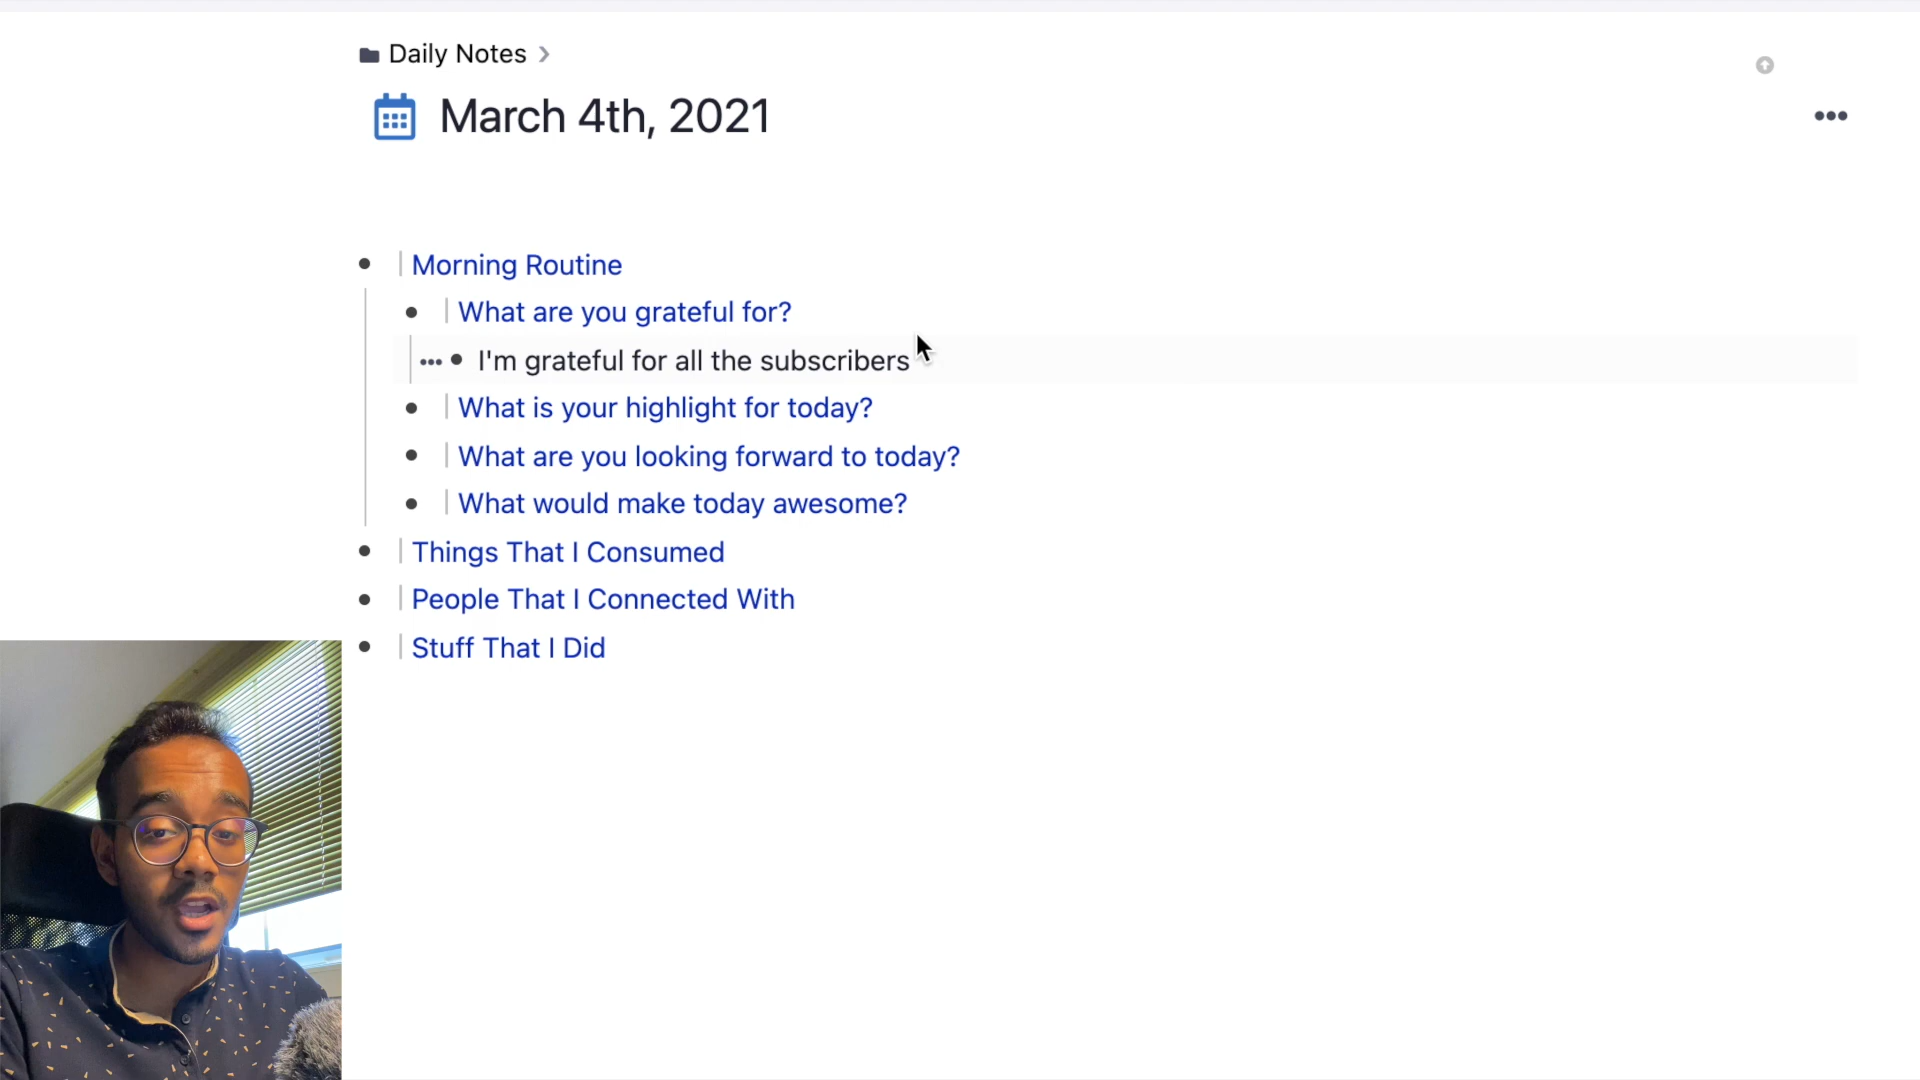 Daily Notes
March 4th, 2021
Morning Routine
What are you grateful for?
I'm grateful for all the subscribers
What is your highlight for today?
What are you looking forward to today?
What would make today awesome?
Things That I Consumed
People That I Connected With
Stuff That I Did